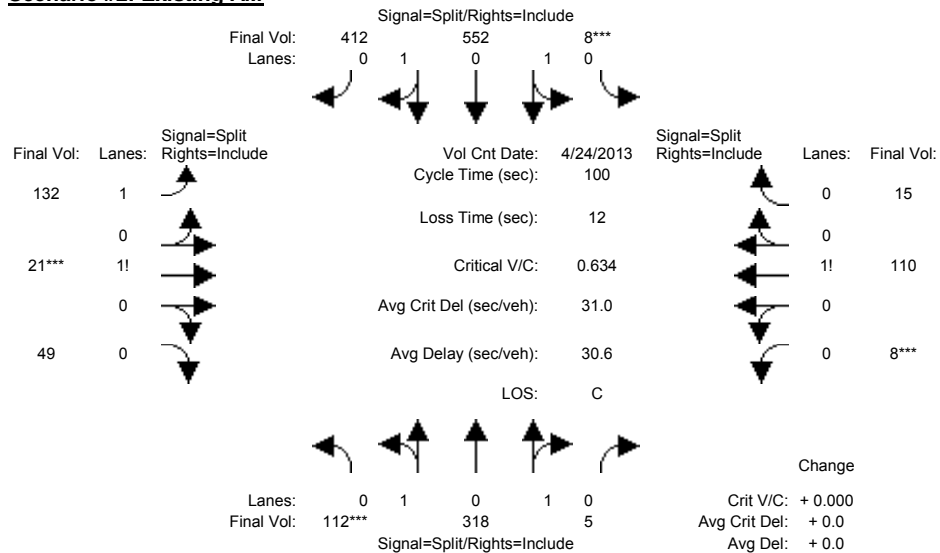 Scenario #2: Existing AM
Signal=Split/Rights=Include
Final Vol: 412 552 8***
Lanes: 0 1 0 1 0
Signal=Split
Final Vol: Lanes: Rights=Include
Vol Cnt Date: 4/24/2013
Signal=Split
Rights=Include Lanes: Final Vol:
Cycle Time (sec): 100
132 1 0 15
Loss Time (sec): 12
0 0
21*** 1! Critical V/C: 0.634 1! 110
0 Avg Crit Del (sec/veh): 31.0 0
49 0 Avg Delay (sec/veh): 30.6 0 8***
LOS: C
Change
Lanes: 0 1 0 1 0 Crit V/C: + 0.000
Final Vol: 112*** 318 5 Avg Crit Del: + 0.0
Signal=Split/Rights=Include Avg Del: + 0.0